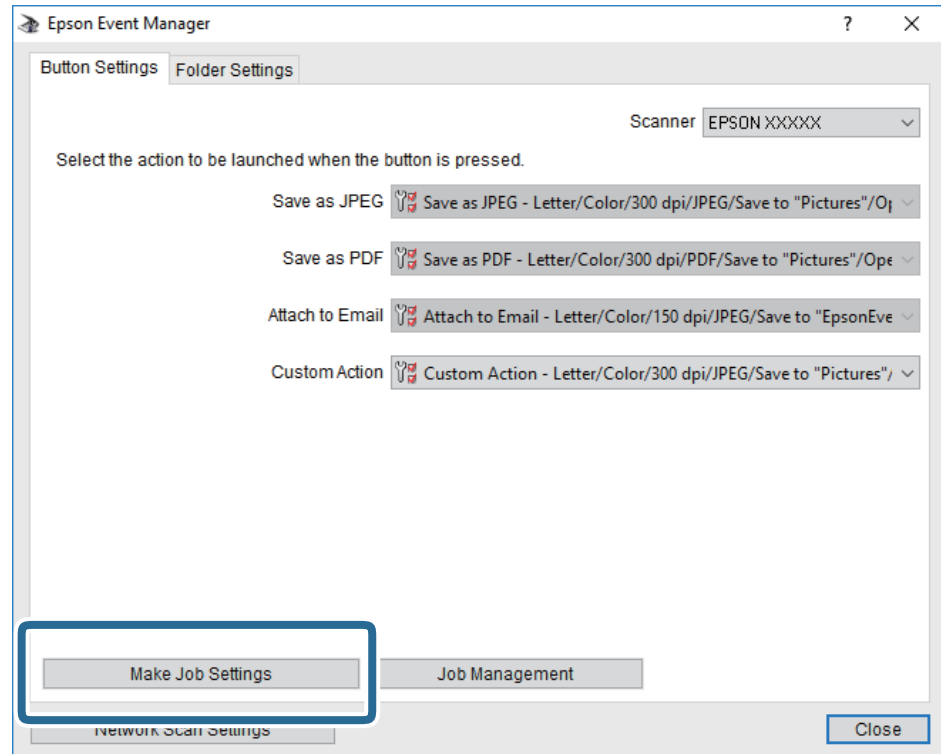 Epson Event Manager
Button Settings Folder Settings
Scanner EPSON XXXXX
Select the action to be launched when the button is pressed.
Save as JPEG Save as JPEG - Letter/Color/300 dpi/JPEG/Save to "Pictures"/Op
Save as PDF Save as PDF - Letter/Color/300 dpi/PDF/Save to "Pictures"/Ope
Attach to Email Attach to Email - Letter/Color/150 dpi/JPEG/Save to "EpsonEve
Custom Action Custom Action - Letter/Color/300 dpi/JPEG/Save to "Pictures"/
Make Job Settings Job Management
Network Scan Settings Close